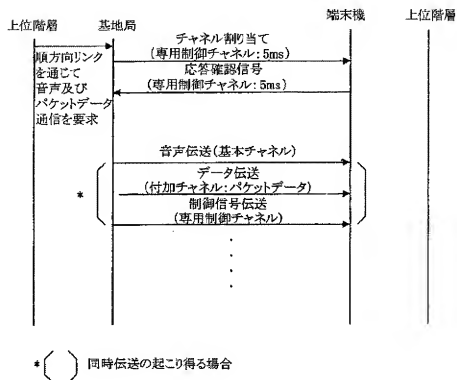 上位階層
基地局
端末機
上位階層
順方向リンク
を通じて
音声及び
パケットデータ
通信を要求
チャネル割り当て
(専用制御チャネル:5ms)
応答確認信号
(専用制御チャネル:5ms)
音声伝送(基本チャネル)
データ伝送
(付加チャネル:パケットデータ)
制御信号伝送
(専用制御チャネル)
*
*( ) 同時伝送の起こり得る場合